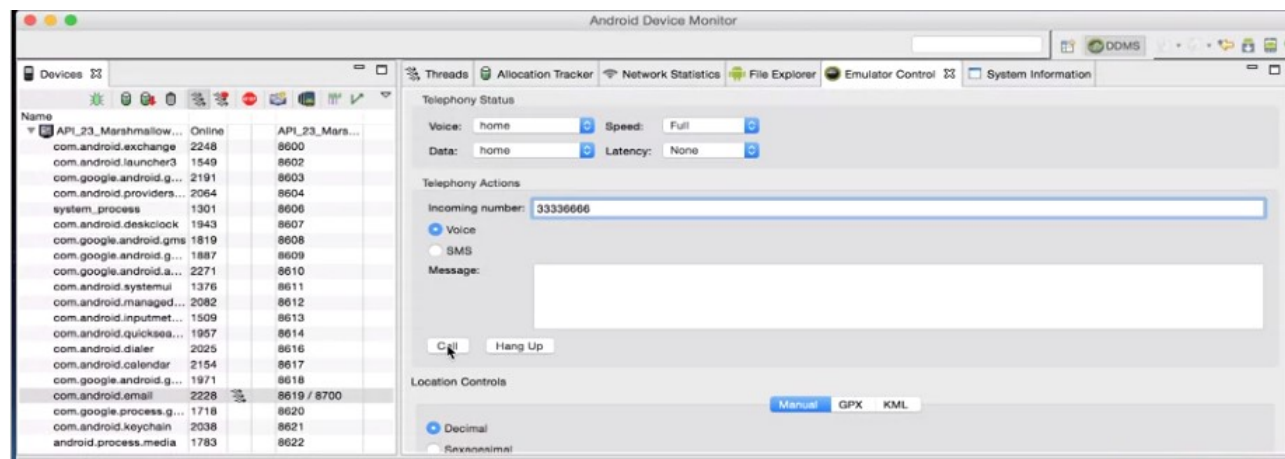 Android Device Monitor
DDMS
Devices
Threads Allocation Tracker Network Statistics File Explorer Emulator Control System Information
Name
API_23_Marshmallow... Online API_23_Mars...
com.android.exchange 2248 8600
com.android.launcher3 1549 8602
com.google.android.g... 2191 8603
com.android.providers... 2064 8604
system_process 1301 8606
com.android.deskclock 1943 8607
com.google.android.gms 1819 8608
com.google.android.g... 1887 8609
com.google.android.a... 2271 8610
com.android.systemui 1376 8611
com.android.managed... 2082 8612
com.android.inputmet... 1509 8613
com.android.quicksea... 1957 8614
com.android.dialer 2025 8616
com.android.calendar 2154 8617
com.google.android.g... 1971 8618
com.android.email 2228 8619 / 8700
com.google.process.g... 1718 8620
com.android.keychain 2038 8621
android.process.media 1783 8622
Telephony Status
Voice: home Speed: Full
Data: home Latency: None
Telephony Actions
Incoming number: 33336666
Voice
SMS
Message:
Call Hang Up
Location Controls
Manual GPX KML
Decimal
Sexagesimal